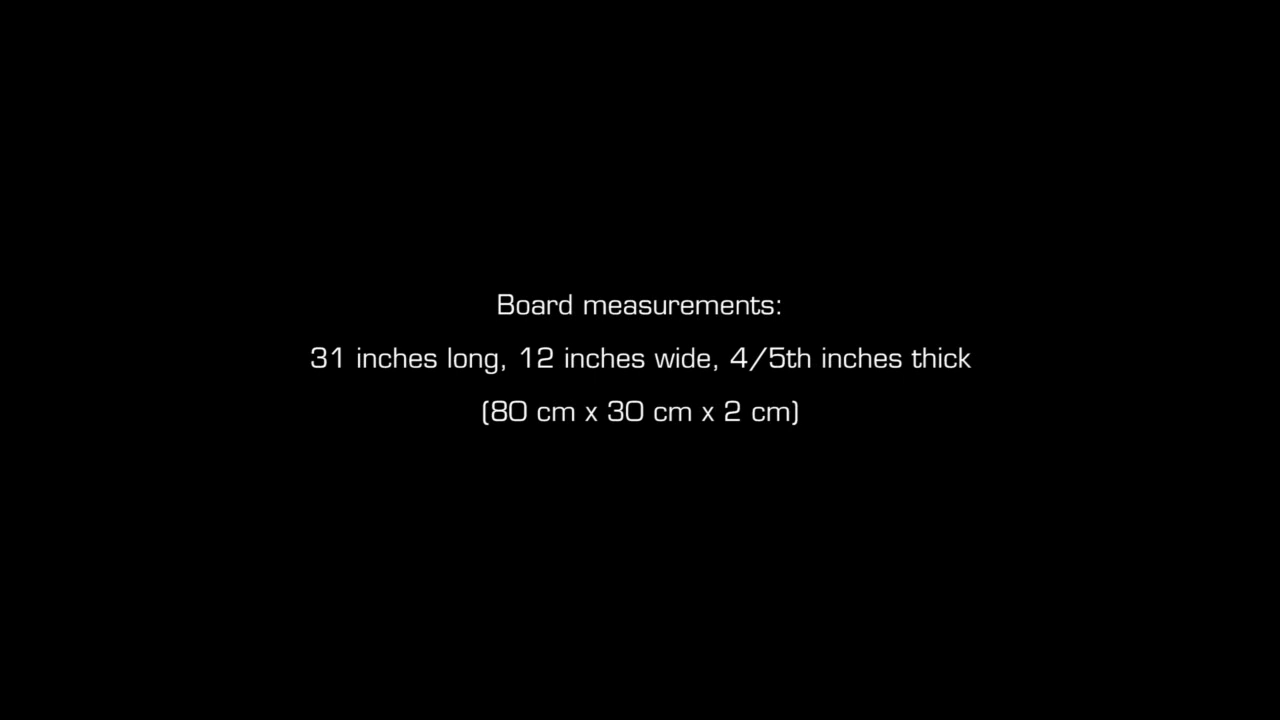 Board measurements:
31 inches long, 12 inches wide, 4/5th inches thick
(80 cm x 30 cm x 2 cm)